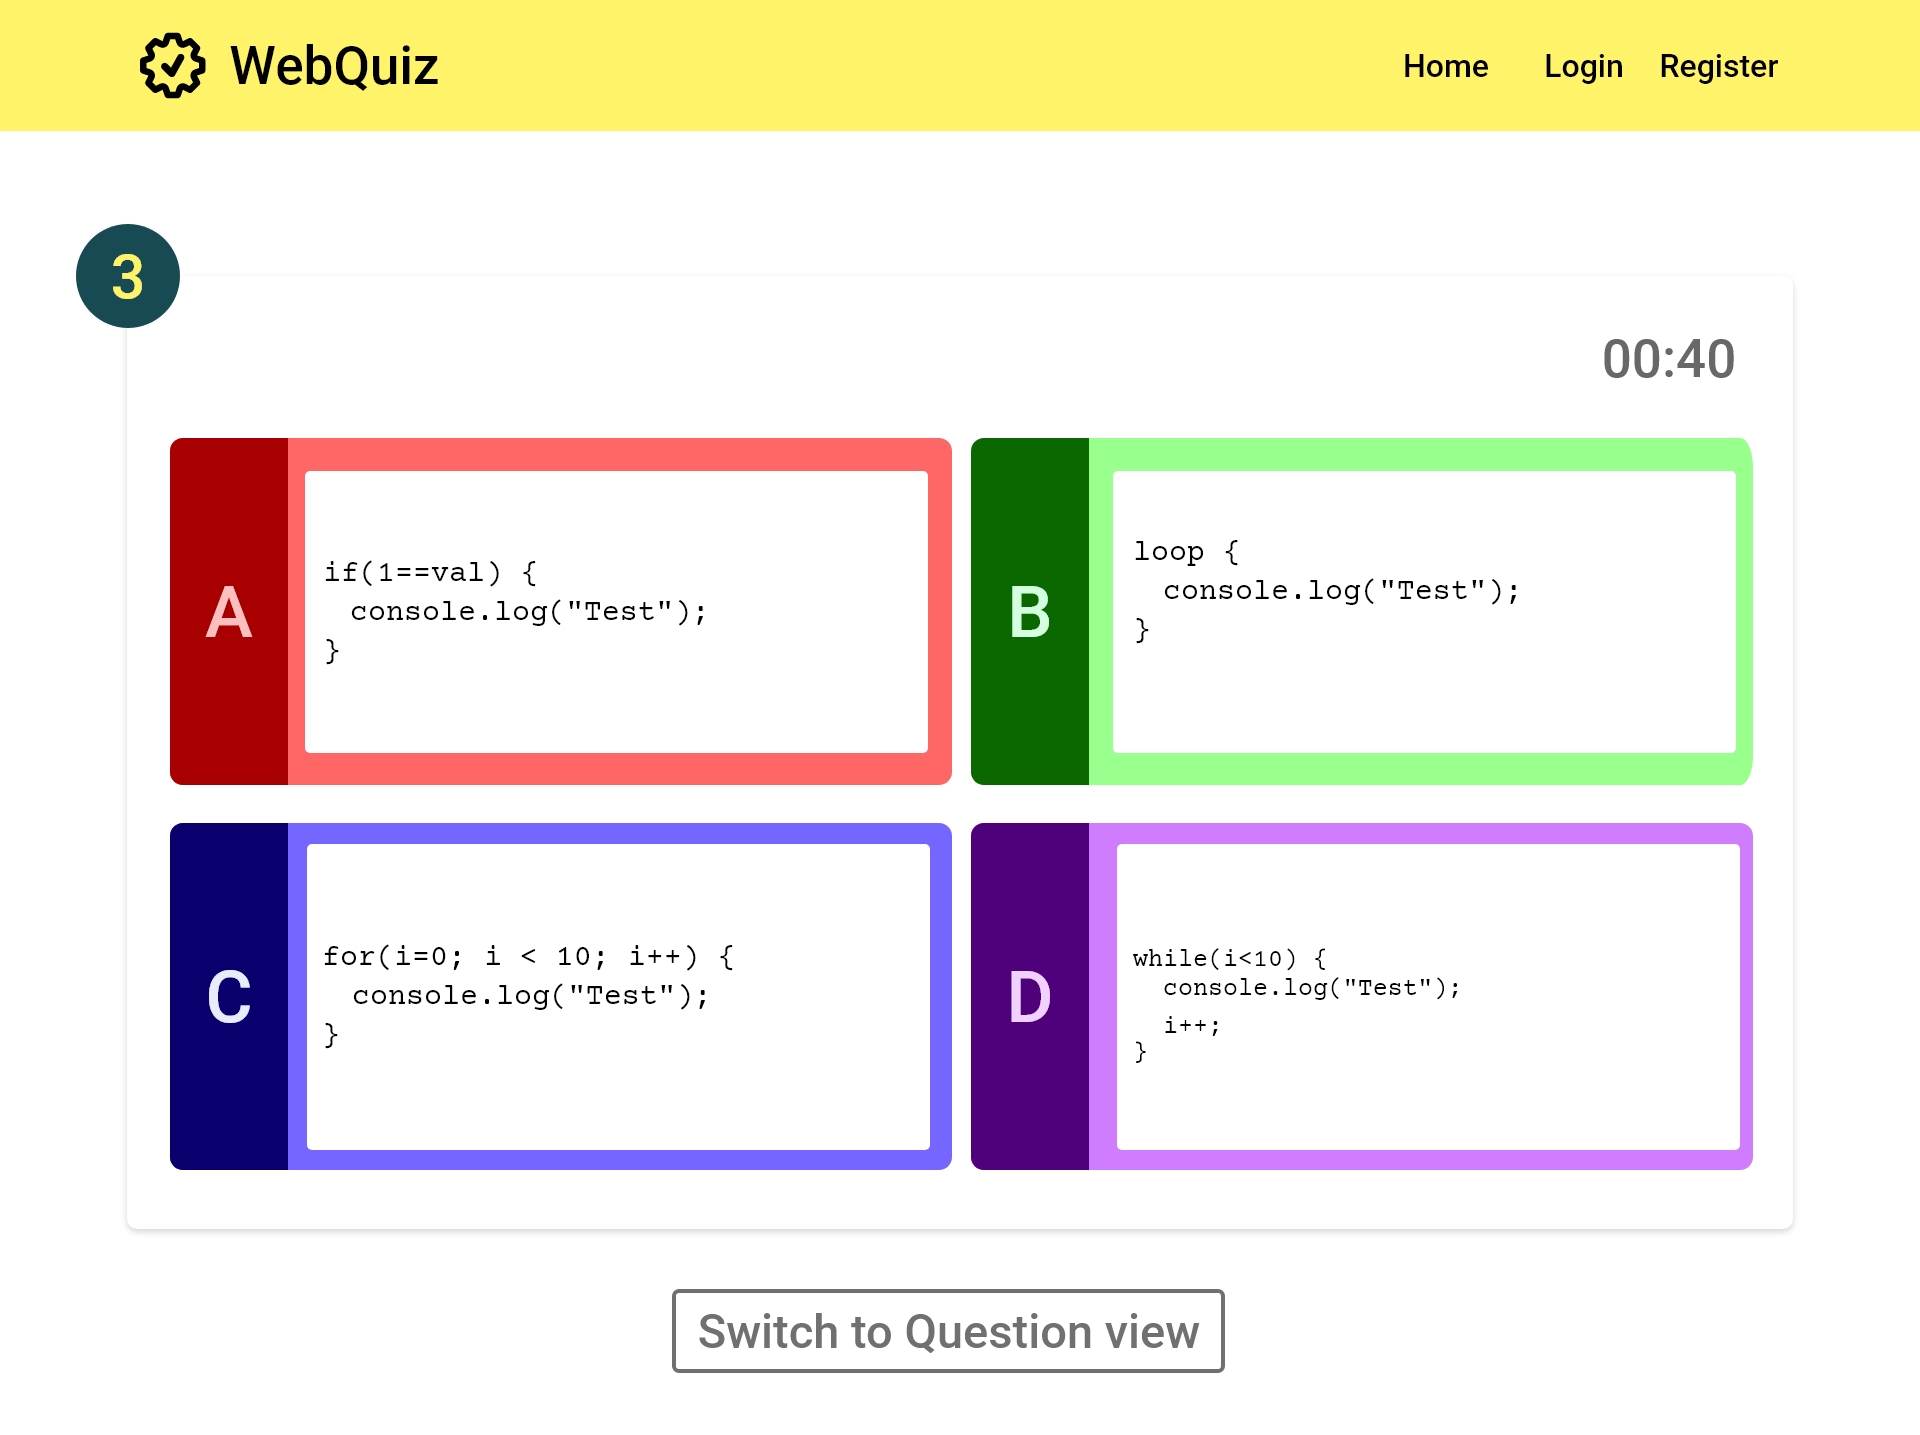 WebQuiz
Home Login Register
3
00:40
A
if(1==val) {
  console.log("Test");
}
B
loop {
  console.log("Test");
}
C
for(i=0; i < 10; i++) {
  console.log("Test");
}
D
while(i<10) {
  console.log("Test");
  i++;
}
Switch to Question view